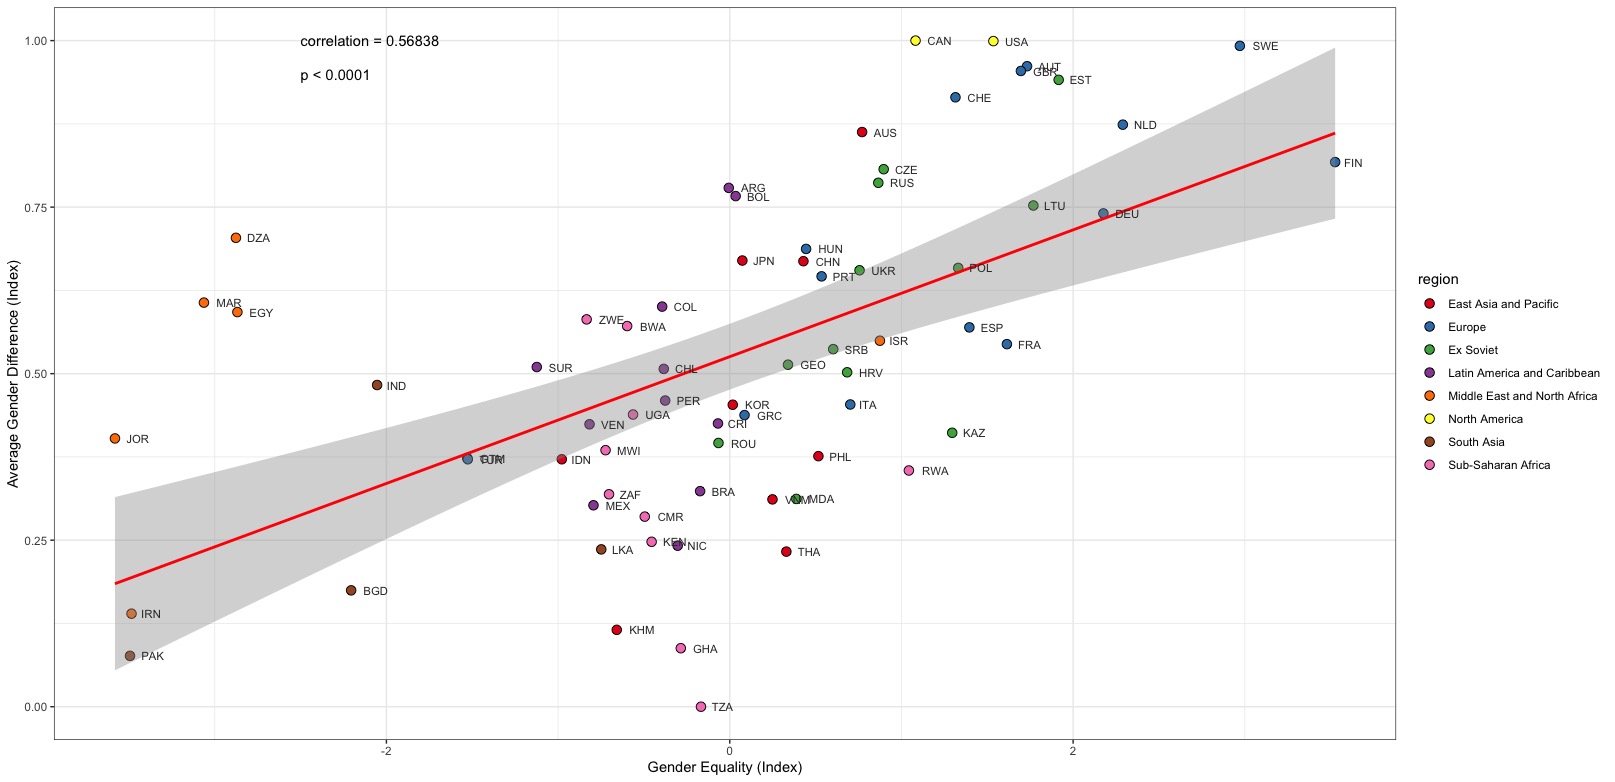 correlation = 0.56838
p < 0.0001
1.00
0.75
0.50
0.25
0.00
Average Gender Difference (Index)
CAN
USA
SWE
AUT
GBR
EST
CHE
NLD
AUS
FIN
CZE
RUS
ARG
BOL
LTU
DEU
DZA
HUN
JPN
CHN
UKR
POL
PRT
MAR
EGY
COL
ZWE
BWA
ESP
ISR
FRA
SRB
SUR
CHL
GEO
HRV
IND
PER
KOR
ITA
UGA
GRC
VEN
CRI
JOR
KAZ
ROU
MWI
TUR
GTM
IDN
PHL
RWA
ZAF
BRA
MEX
VNM
MDA
CMR
KEN
NIC
LKA
THA
BGD
IRN
KHM
PAK
GHA
TZA
-2
0
2
Gender Equality (Index)
region
East Asia and Pacific
Europe
Ex Soviet
Latin America and Caribbean
Middle East and North Africa
North America
South Asia
Sub-Saharan Africa